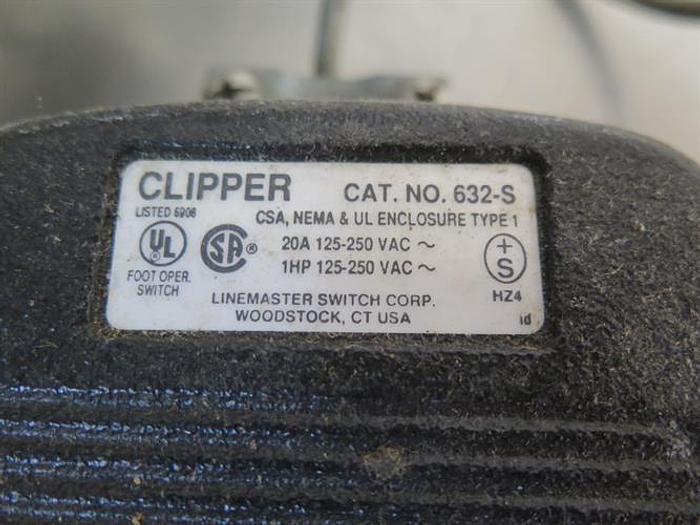 CLIPPER CAT. NO. 632-S
LISTED 6906 CSA, NEMA & UL ENCLOSURE TYPE 1
UL SA ® 20A 125-250 VAC ~
1HP 125-250 VAC ~
+
S
FOOT OPER.
SWITCH
HZ4
LINEMASTER SWITCH CORP.
WOODSTOCK, CT USA
id